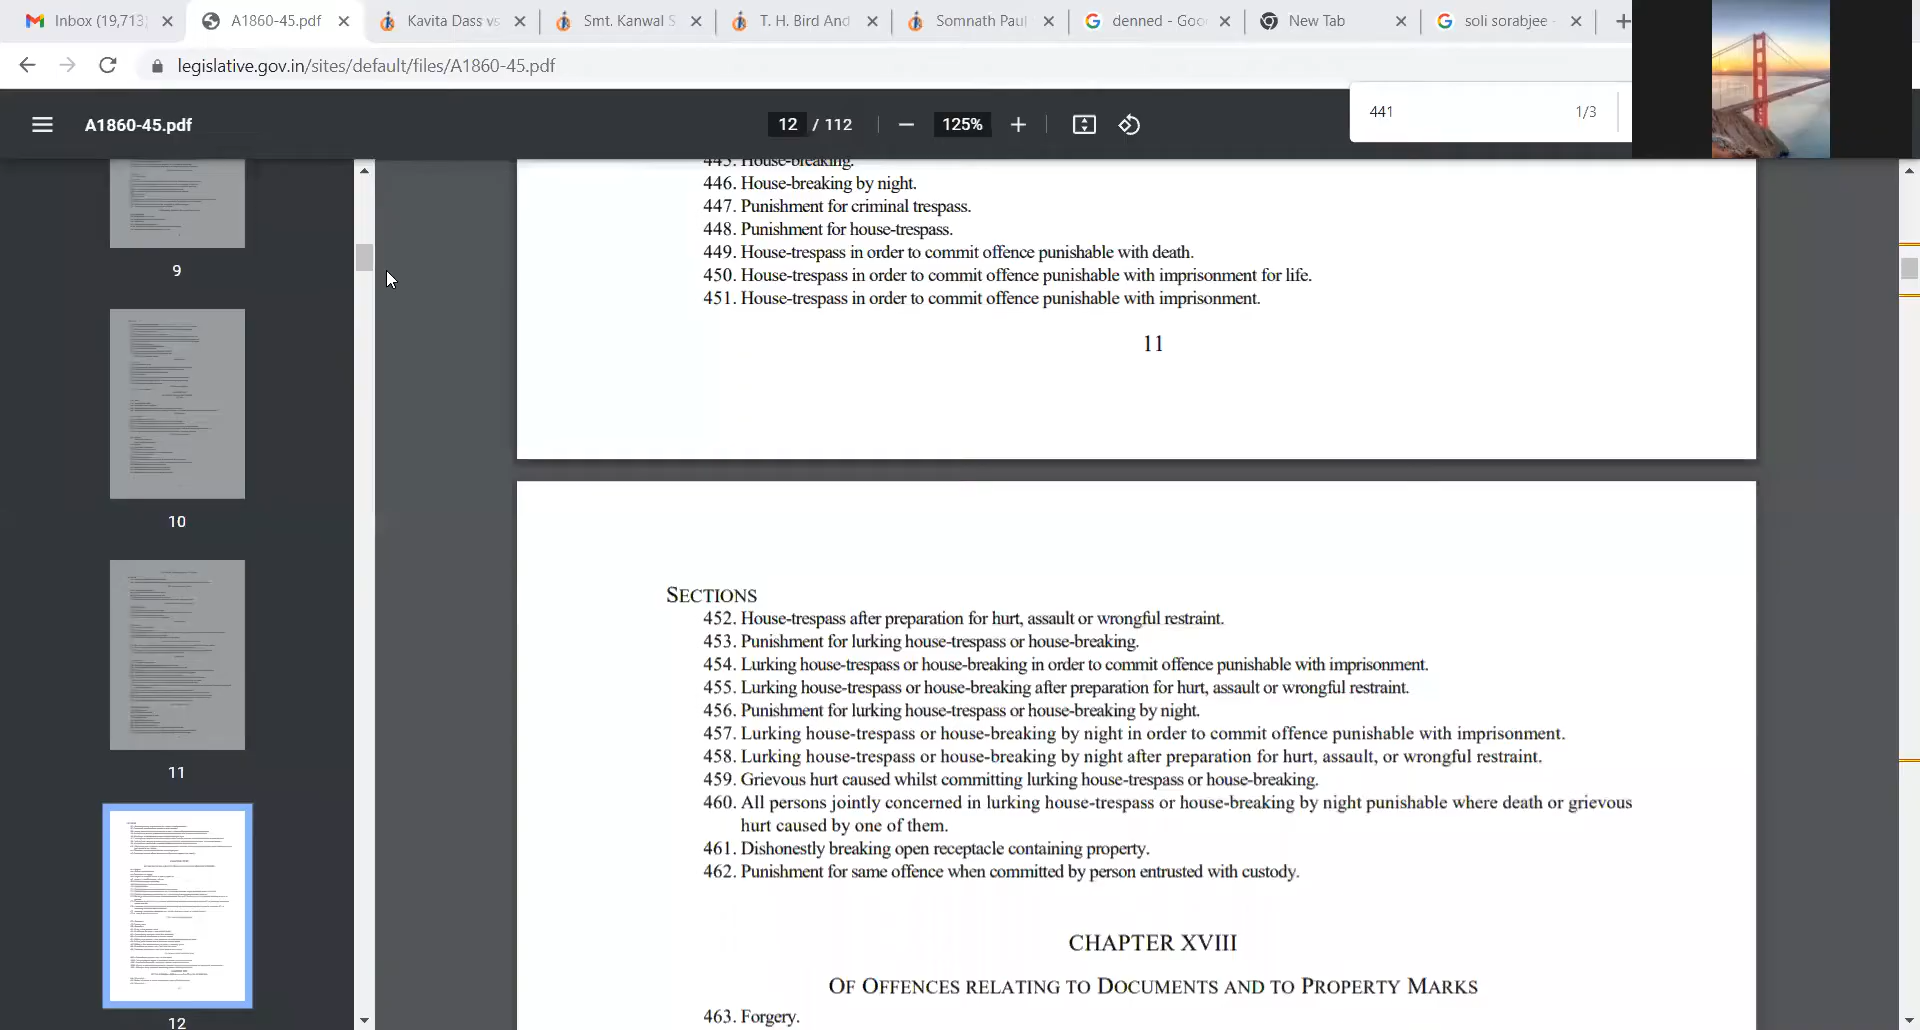 Inbox (19,713)
A1860-45.pdf
Kavita Dass vs
Smt. Kanwal S
T. H. Bird And
Somnath Paul
denned - Goo
New Tab
soli sorabjee -
legislative.gov.in/sites/default/files/A1860-45.pdf
A1860-45.pdf
12 / 112
125%
441
1/3
9
10
11
12
445. House-breaking.
446. House-breaking by night.
447. Punishment for criminal trespass.
448. Punishment for house-trespass.
449. House-trespass in order to commit offence punishable with death.
450. House-trespass in order to commit offence punishable with imprisonment for life.
451. House-trespass in order to commit offence punishable with imprisonment.
11
SECTIONS
452. House-trespass after preparation for hurt, assault or wrongful restraint.
453. Punishment for lurking house-trespass or house-breaking.
454. Lurking house-trespass or house-breaking in order to commit offence punishable with imprisonment.
455. Lurking house-trespass or house-breaking after preparation for hurt, assault or wrongful restraint.
456. Punishment for lurking house-trespass or house-breaking by night.
457. Lurking house-trespass or house-breaking by night in order to commit offence punishable with imprisonment.
458. Lurking house-trespass or house-breaking by night after preparation for hurt, assault, or wrongful restraint.
459. Grievous hurt caused whilst committing lurking house-trespass or house-breaking.
460. All persons jointly concerned in lurking house-trespass or house-breaking by night punishable where death or grievous
hurt caused by one of them.
461. Dishonestly breaking open receptacle containing property.
462. Punishment for same offence when committed by person entrusted with custody.
CHAPTER XVIII
OF OFFENCES RELATING TO DOCUMENTS AND TO PROPERTY MARKS
463. Forgery.